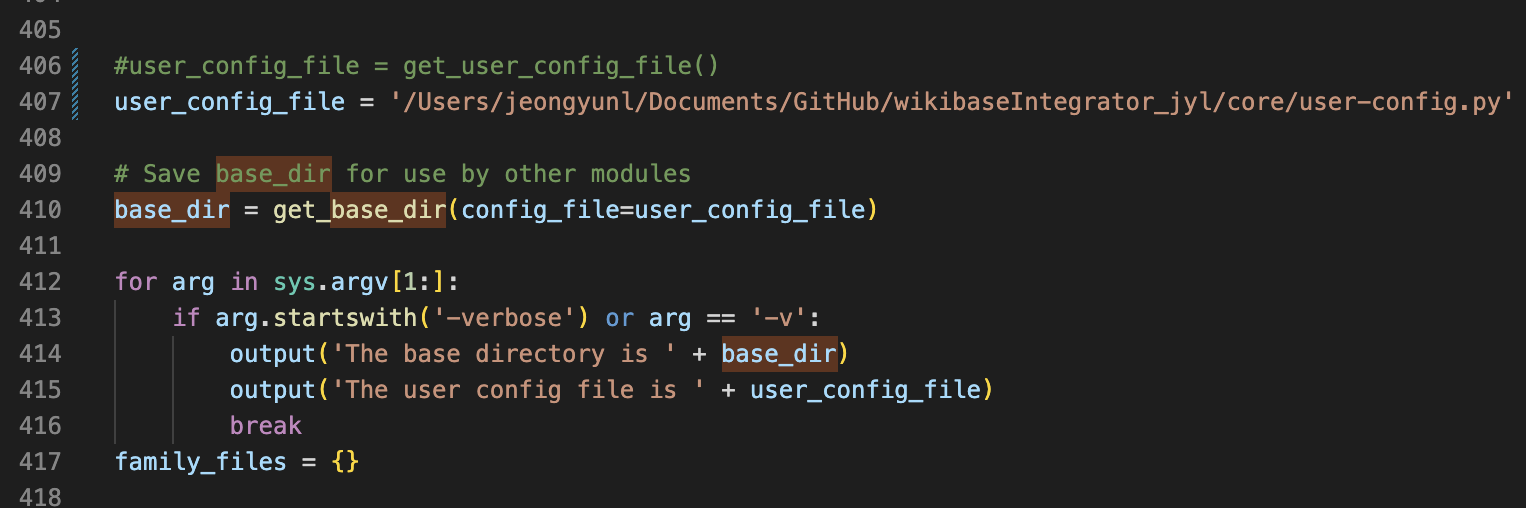 405
406 #user_config_file = get_user_config_file()
407 user_config_file = '/Users/jeongyunl/Documents/GitHub/wikibaseIntegrator_jyl/core/user-config.py'
408
409 # Save base_dir for use by other modules
410 base_dir = get_base_dir(config_file=user_config_file)
411
412 for arg in sys.argv[1:]:
413     if arg.startswith('-verbose') or arg == '-v':
414         output('The base directory is ' + base_dir)
415         output('The user config file is ' + user_config_file)
416         break
417 family_files = {}
418